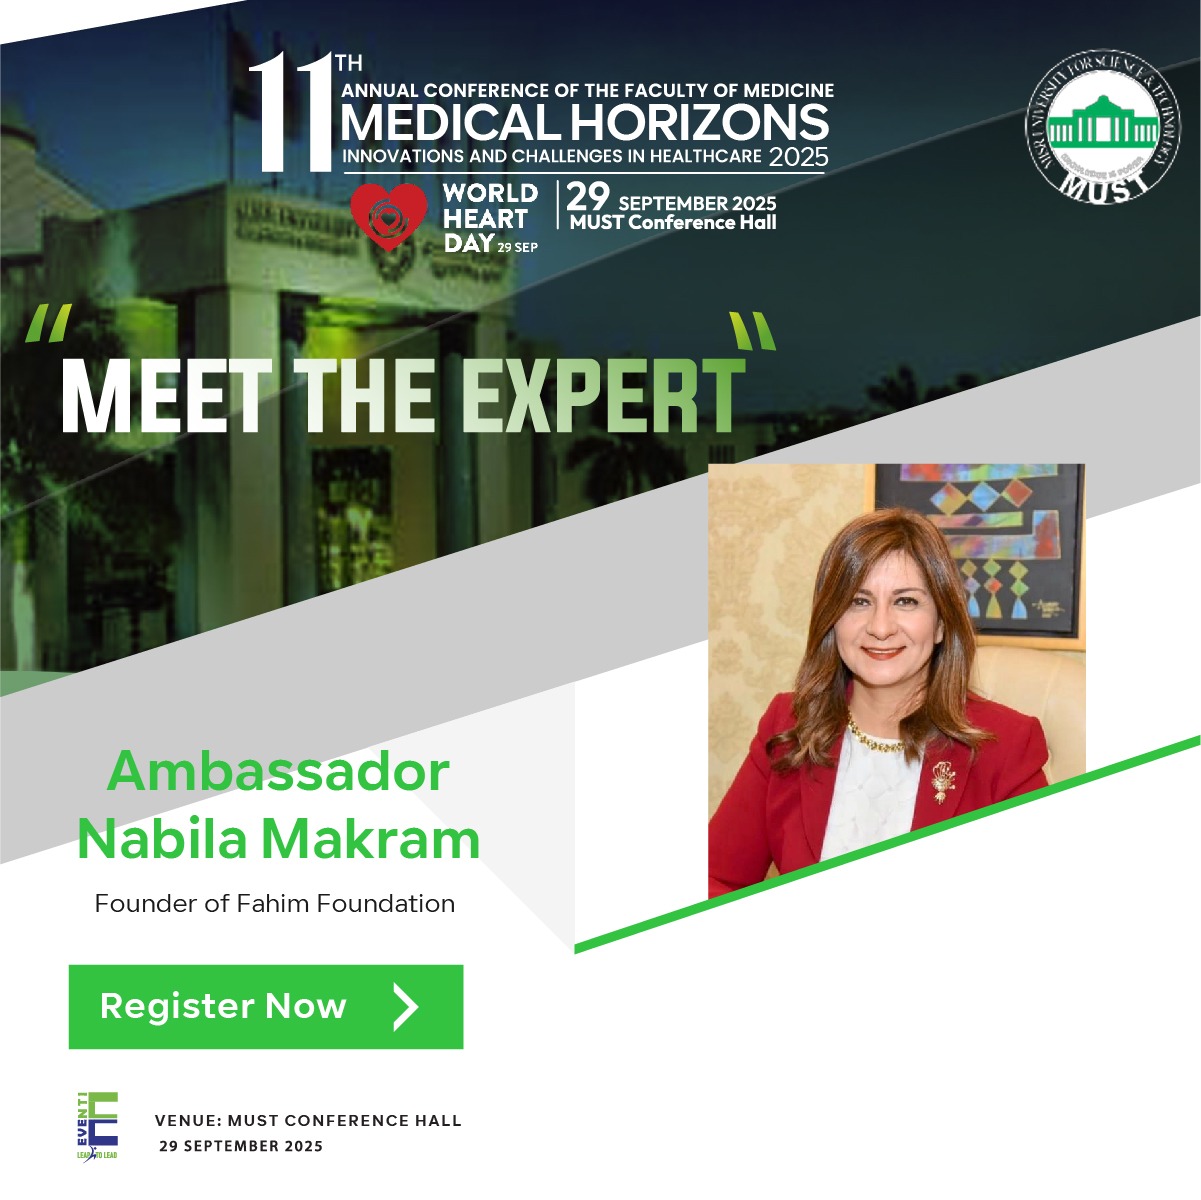 11TH
ANNUAL CONFERENCE OF THE FACULTY OF MEDICINE
MEDICAL HORIZONS
INNOVATIONS AND CHALLENGES IN HEALTHCARE 2025
WORLD
HEART
DAY 29 SEP
29 SEPTEMBER 2025
MUST Conference Hall
MISR UNIVERSITY FOR SCIENCE & TECHNOLOGY
KNOWLEDGE IS POWER
MUST
"MEET THE EXPERT"
Ambassador
Nabila Makram
Founder of Fahim Foundation
Register Now
EVENTI
LEAP TO LEAD
VENUE: MUST CONFERENCE HALL
29 SEPTEMBER 2025